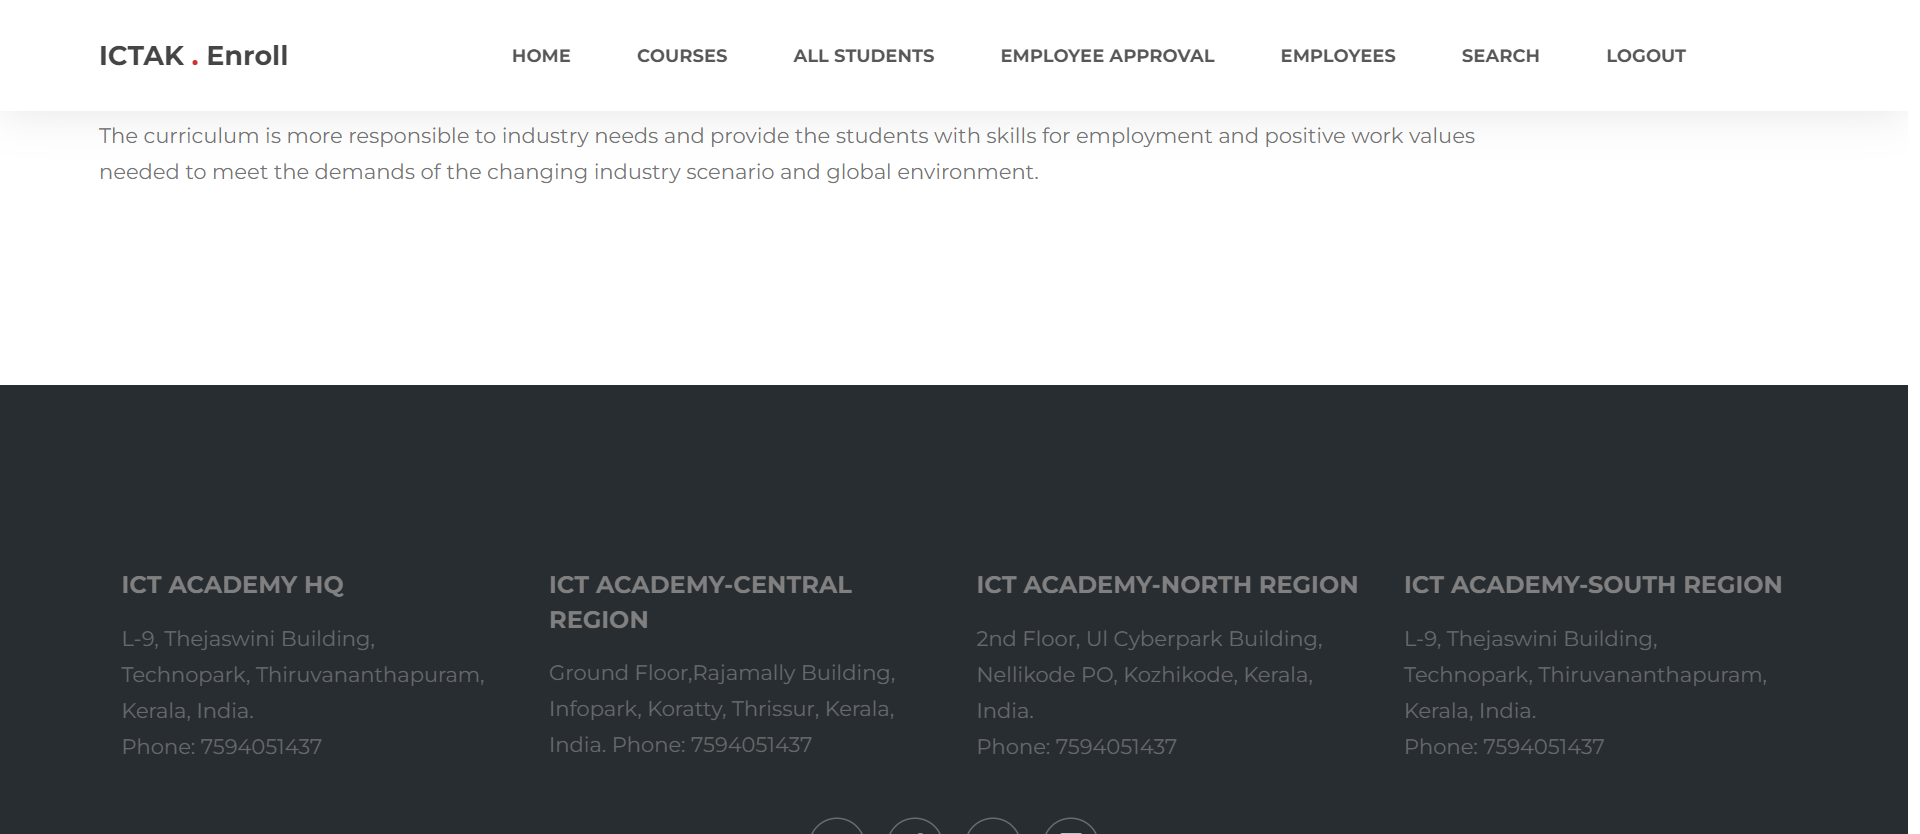 ICTAK . Enroll
HOME
COURSES
ALL STUDENTS
EMPLOYEE APPROVAL
EMPLOYEES
SEARCH
LOGOUT
The curriculum is more responsible to industry needs and provide the students with skills for employment and positive work values
needed to meet the demands of the changing industry scenario and global environment.
ICT ACADEMY HQ
L-9, Thejaswini Building,
Technopark, Thiruvananthapuram,
Kerala, India.
Phone: 7594051437
ICT ACADEMY-CENTRAL
REGION
Ground Floor,Rajamally Building,
Infopark, Koratty, Thrissur, Kerala,
India. Phone: 7594051437
ICT ACADEMY-NORTH REGION
2nd Floor, Ul Cyberpark Building,
Nellikode PO, Kozhikode, Kerala,
India.
Phone: 7594051437
ICT ACADEMY-SOUTH REGION
L-9, Thejaswini Building,
Technopark, Thiruvananthapuram,
Kerala, India.
Phone: 7594051437